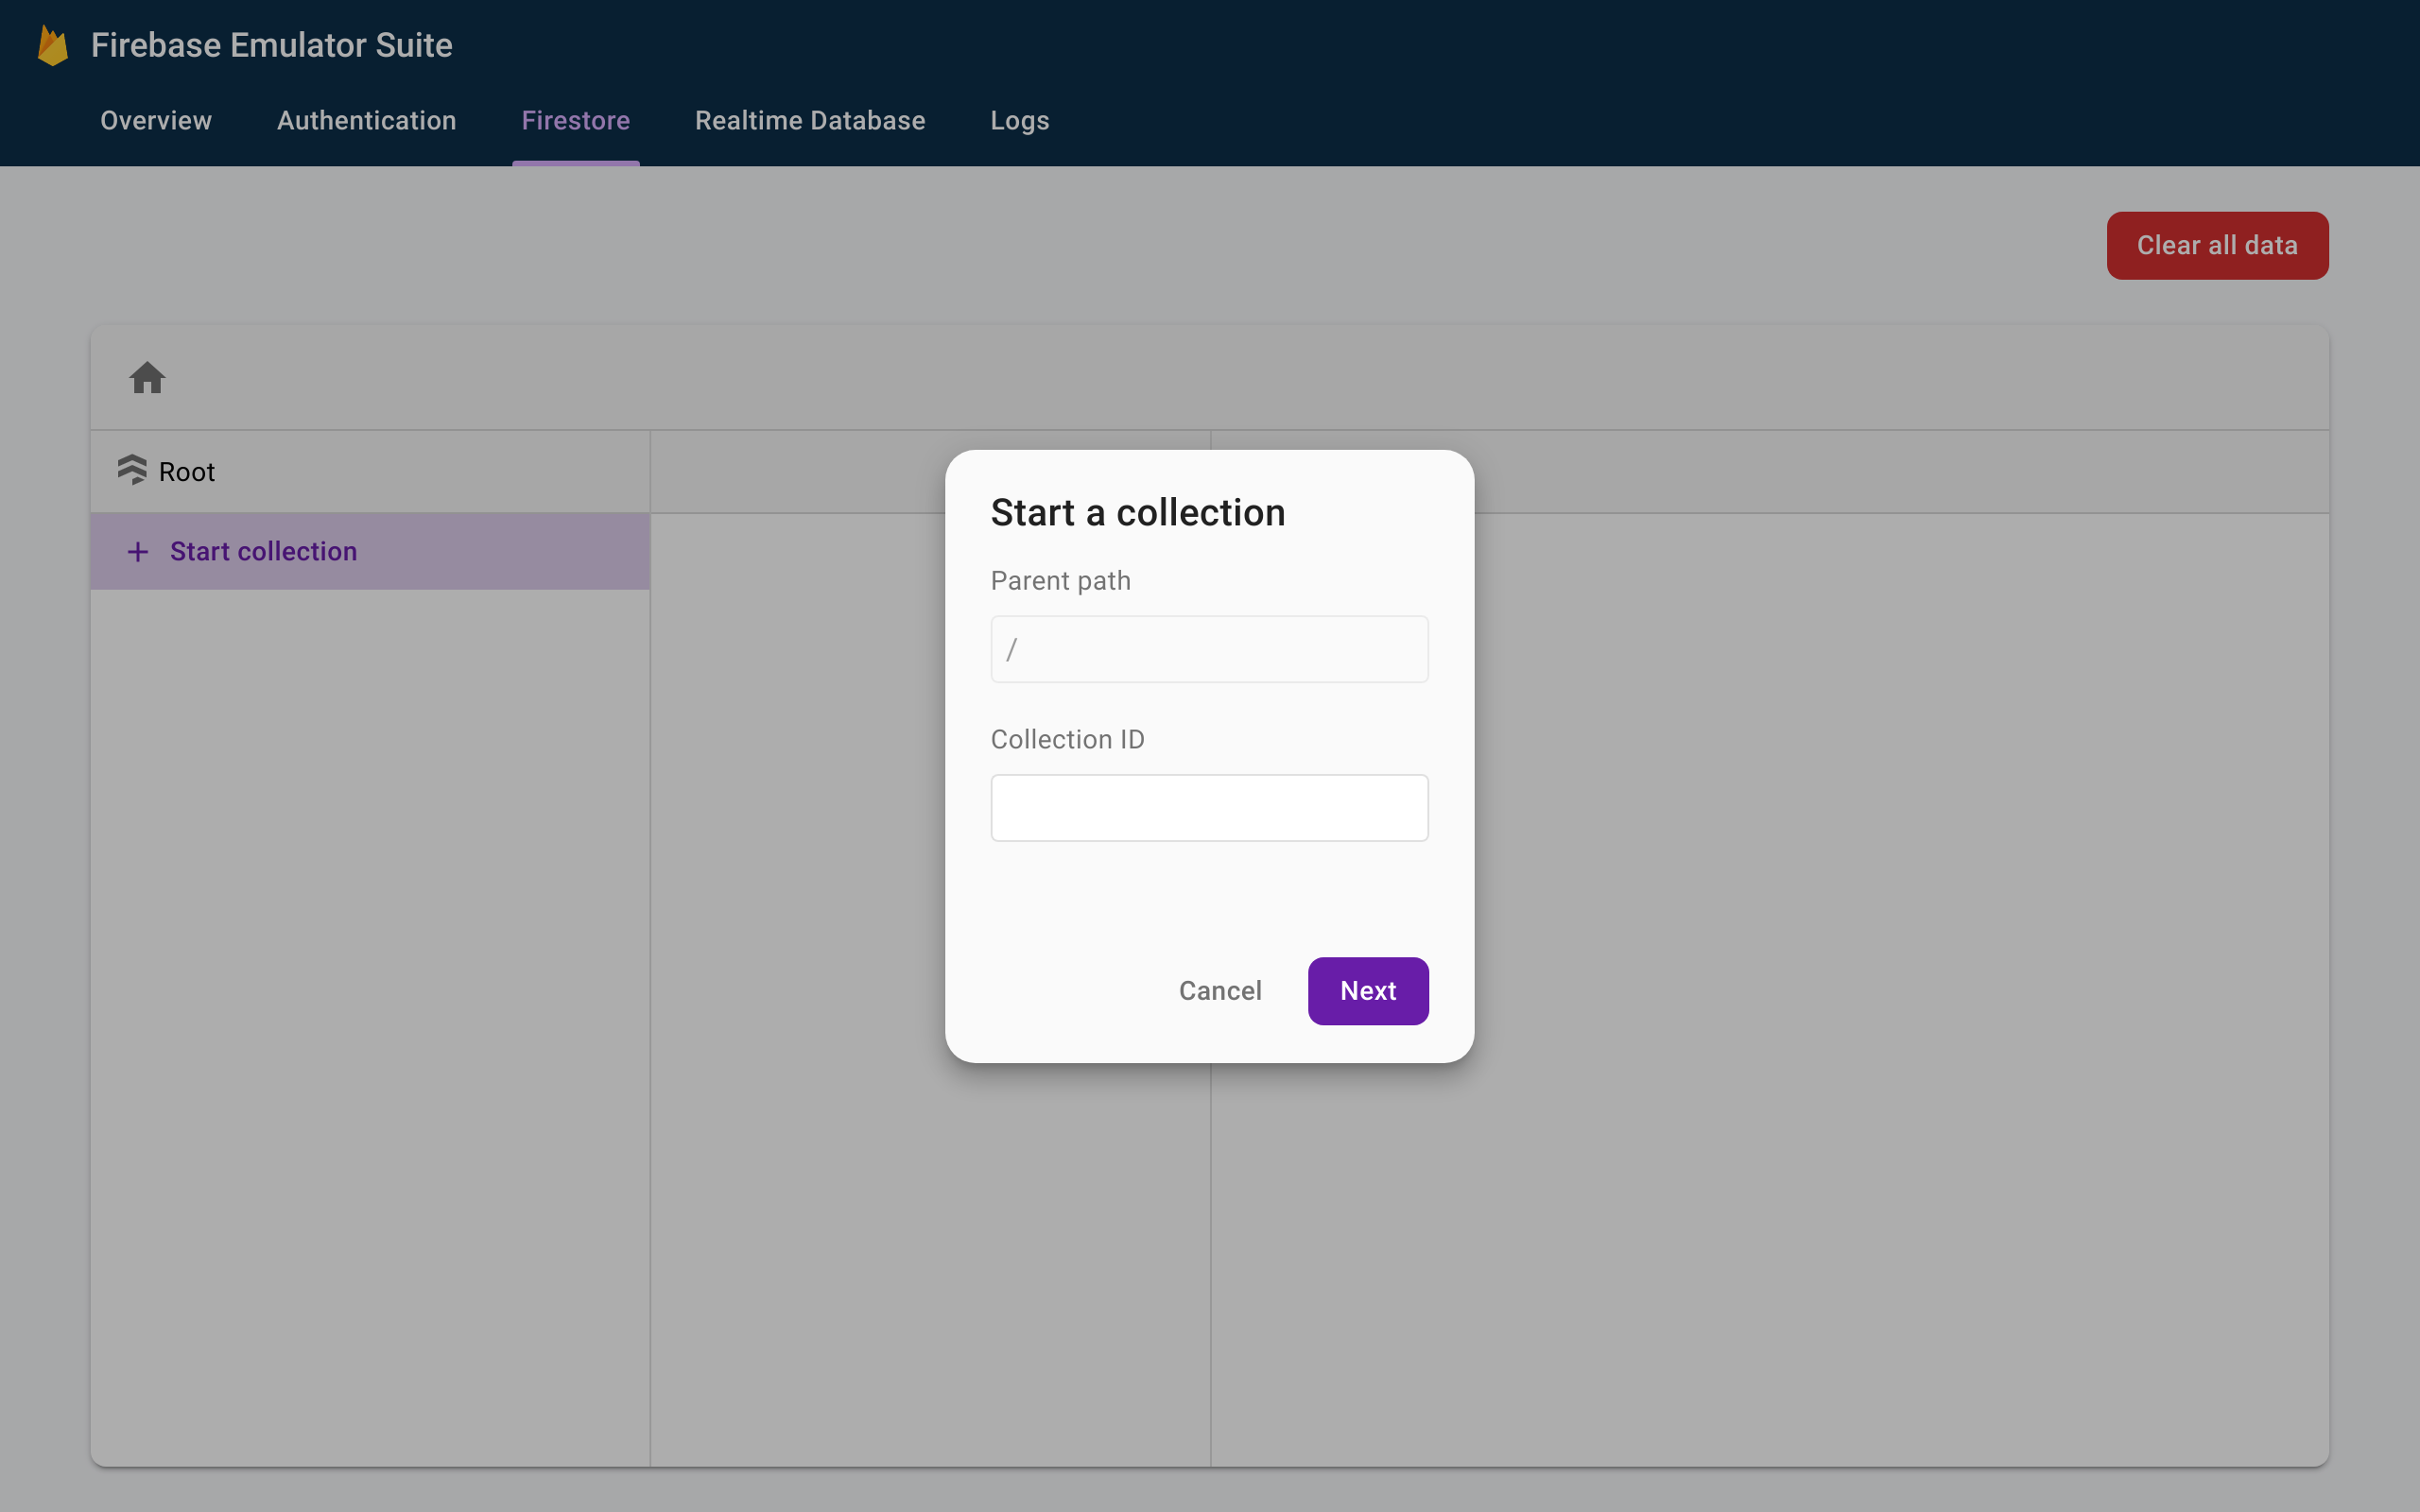 Firebase Emulator Suite
Overview Authentication Firestore Realtime Database Logs
Clear all data
Root
Start collection
Start a collection
Parent path
/
Collection ID
Cancel Next